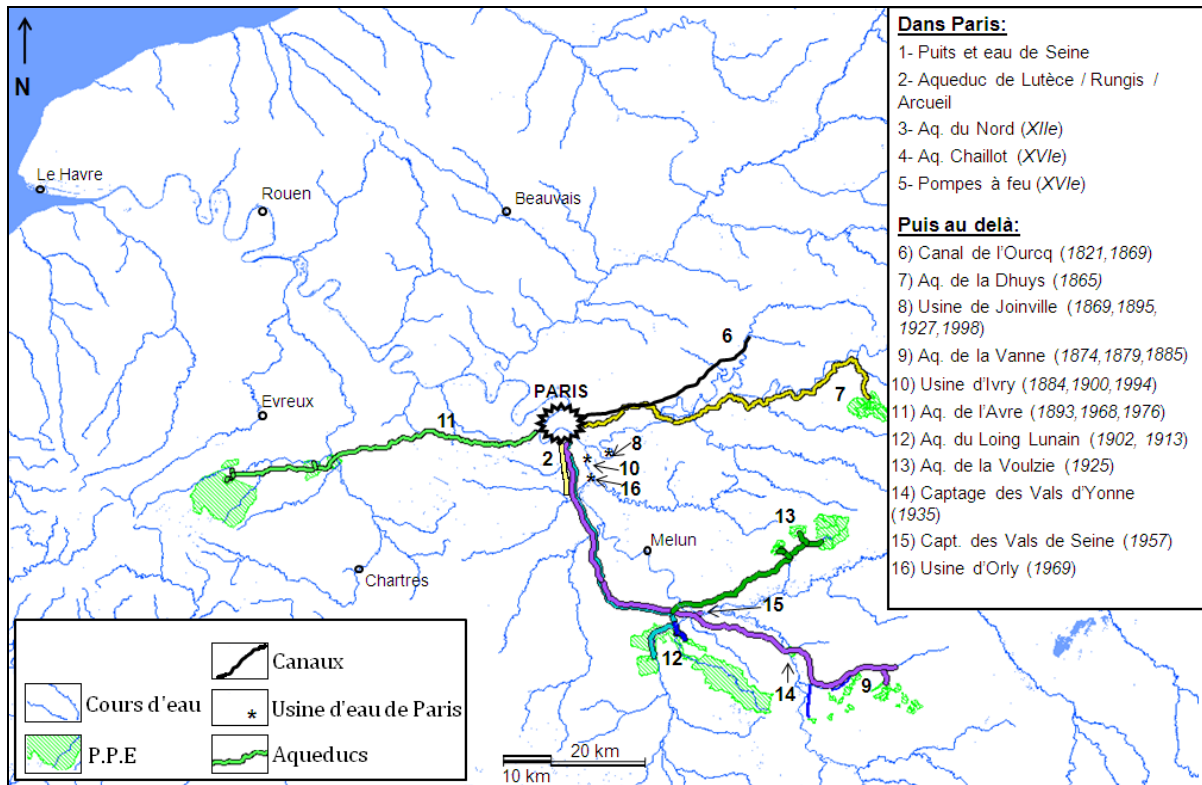 N
Le Havre
Rouen
Beauvais
6
7
PARIS
Evreux
11
2
8
10
16
13
Melun
Chartres
15
12
14
9
Canaux
Cours d'eau
Usine d'eau de Paris
P.P.E
Aqueducs
20 km
10 km
Dans Paris:
1- Puits et eau de Seine
2- Aqueduc de Lutèce / Rungis /
Arcueil
3- Aq. du Nord (XIIe)
4- Aq. Chaillot (XVIe)
5- Pompes à feu (XVIe)
Puis au delà:
6) Canal de l'Ourcq (1821,1869)
7) Aq. de la Dhuys (1865)
8) Usine de Joinville (1869,1895,
1927,1998)
9) Aq. de la Vanne (1874,1879,1885)
10) Usine d'Ivry (1884,1900,1994)
11) Aq. de l'Avre (1893,1968,1976)
12) Aq. du Loing Lunain (1902, 1913)
13) Aq. de la Voulzie (1925)
14) Captage des Vals d'Yonne
(1935)
15) Capt. des Vals de Seine (1957)
16) Usine d'Orly (1969)